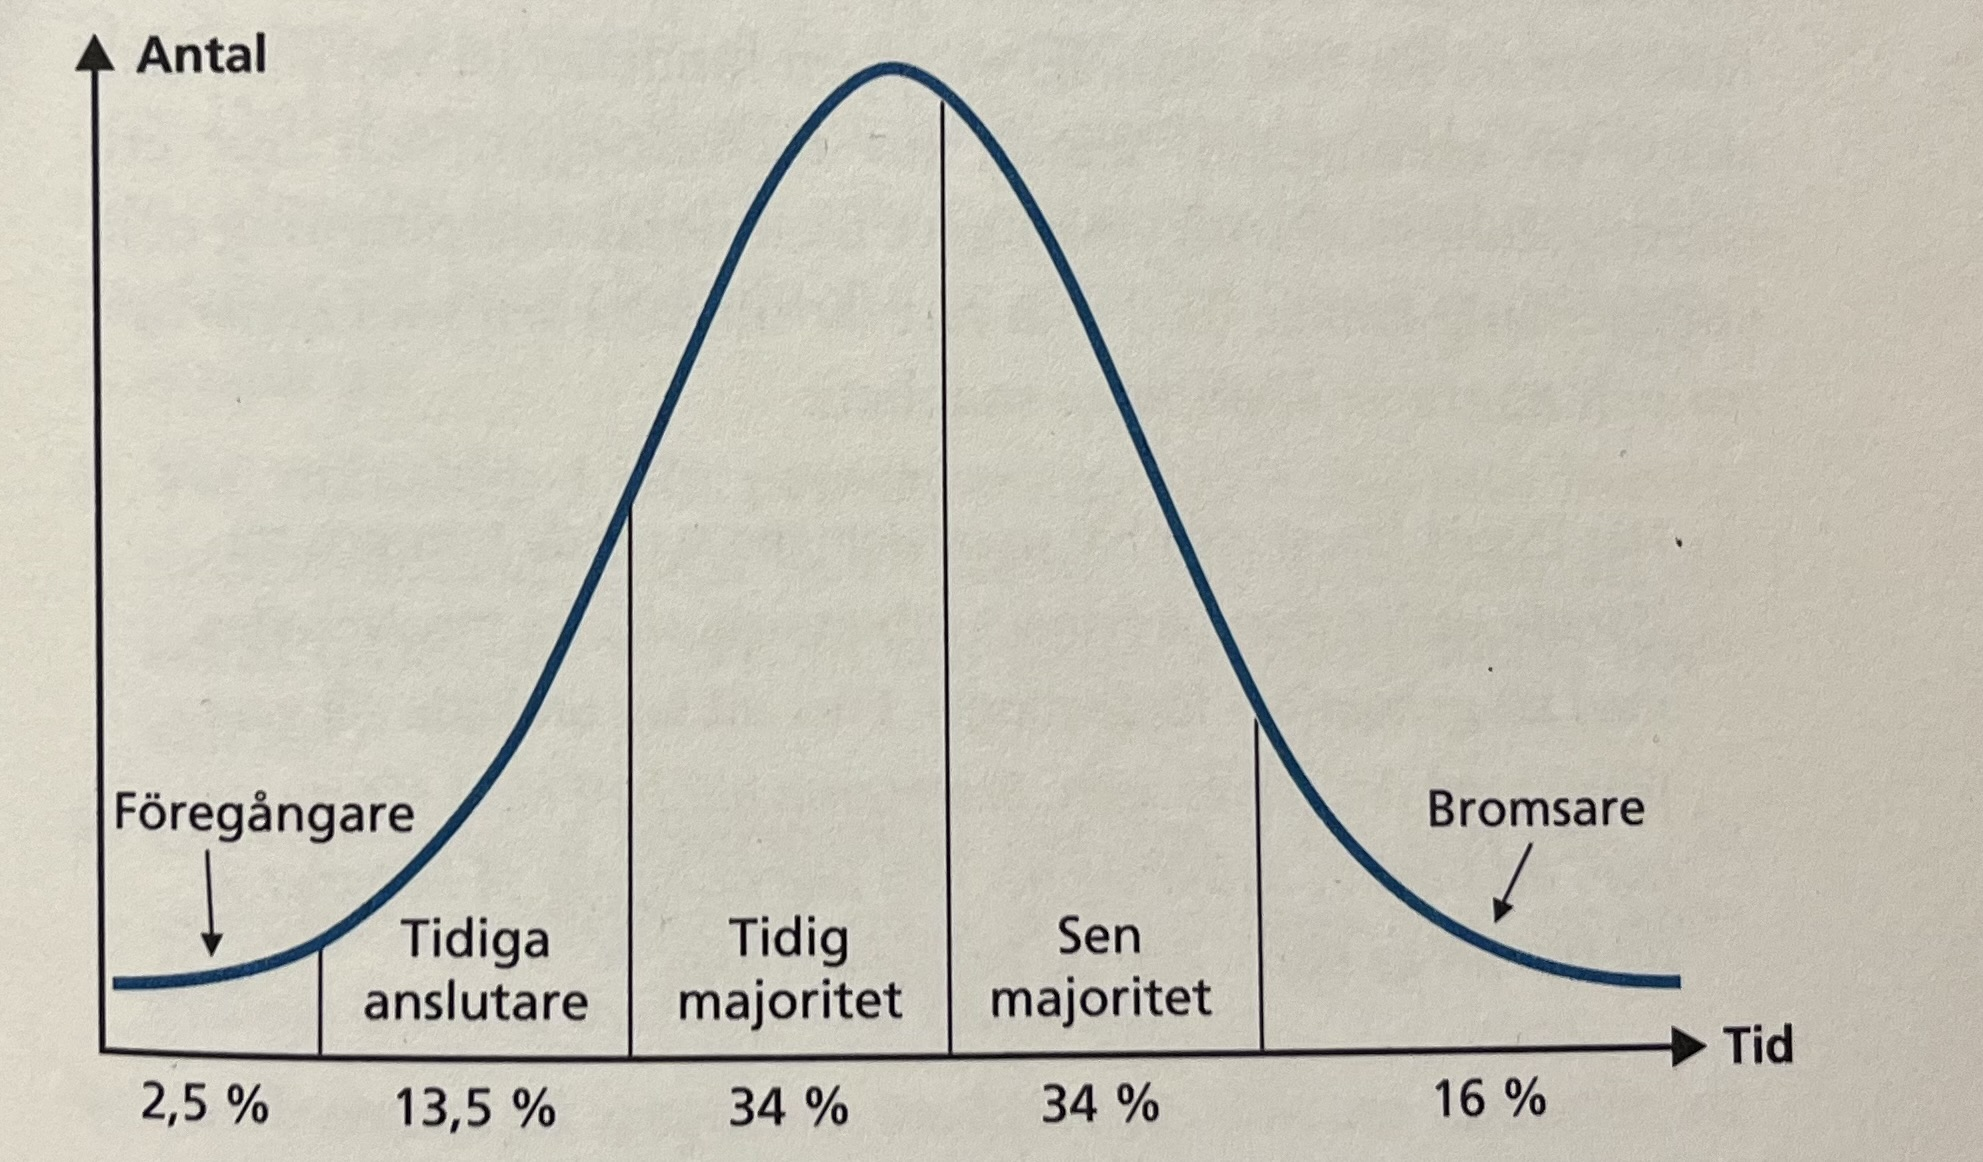 Antal
Föregångare
Bromsare
Tidiga
anslutare
Tidig
majoritet
Sen
majoritet
Tid
2,5 %
13,5 %
34 %
34 %
16 %